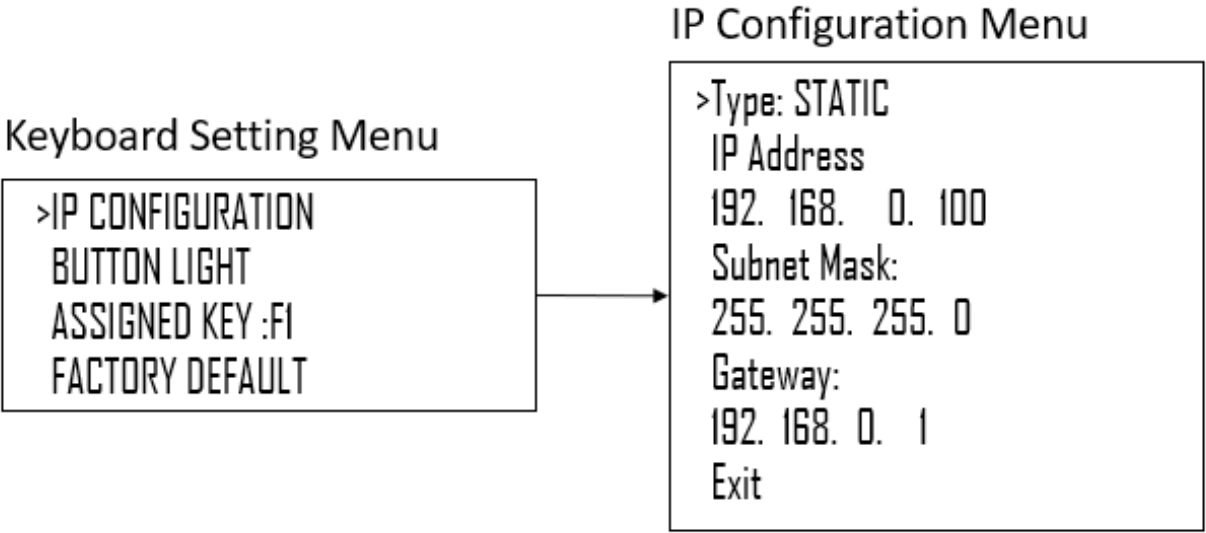 Keyboard Setting Menu
>IP CONFIGURATION
BUTTON LIGHT
ASSIGNED KEY :F1
FACTORY DEFAULT
IP Configuration Menu
>Type: STATIC
IP Address
192. 168. 0. 100
Subnet Mask:
255. 255. 255. 0
Gateway:
192. 168. 0. 1
Exit